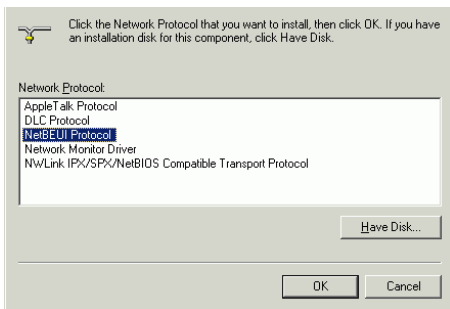 Click the Network Protocol that you want to install, then click OK. If you have
an installation disk for this component, click Have Disk.
Network Protocol:
AppleTalk Protocol
DLC Protocol
NetBEUI Protocol
Network Monitor Driver
NWLink IPX/SPX/NetBIOS Compatible Transport Protocol
Have Disk...
OK
Cancel